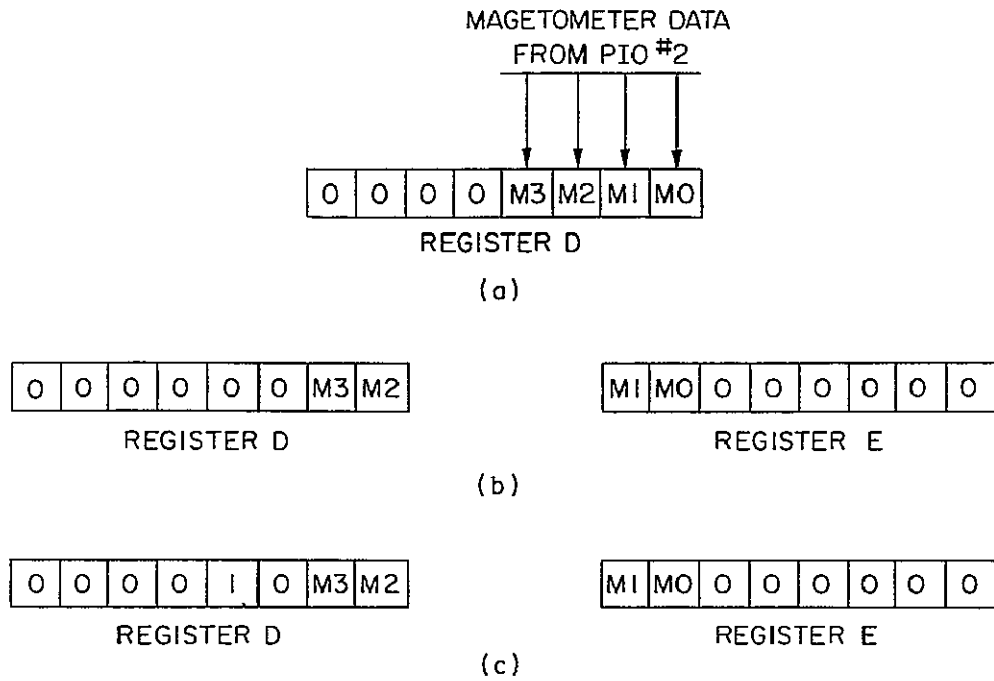 MAGETOMETER DATA
FROM PIO #2
0 0 0 0 M3 M2 M1 M0
REGISTER D
(a)
0 0 0 0 0 0 M3 M2 M1 M0 0 0 0 0 0 0
REGISTER D REGISTER E
(b)
0 0 0 0 1 0 M3 M2 M1 M0 0 0 0 0 0 0
REGISTER D REGISTER E
(c)